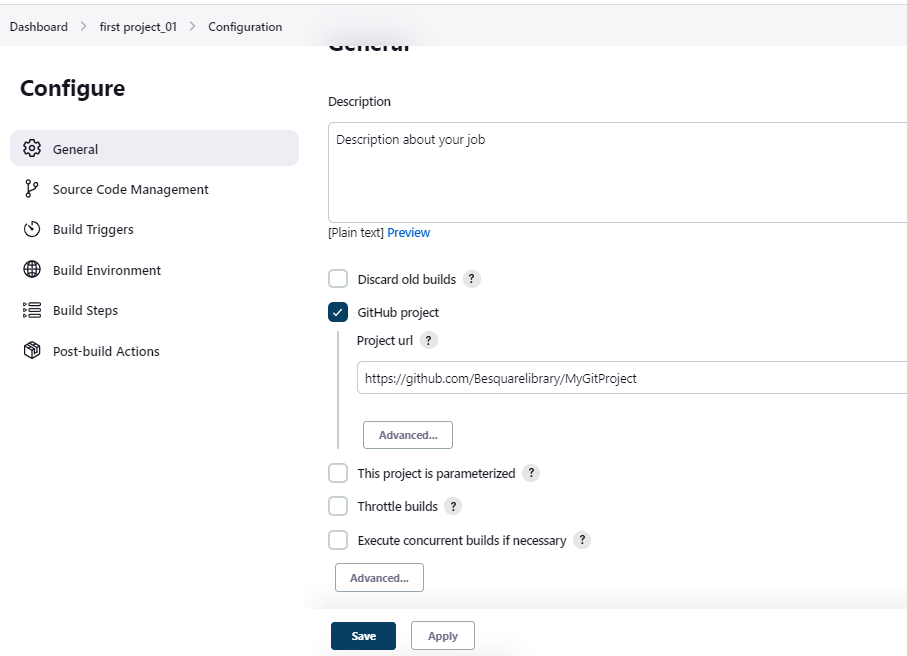 Dashboard > first project_01 > Configuration
Configure
General
Source Code Management
Build Triggers
Build Environment
Build Steps
Post-build Actions
General
Description
Description about your job
[Plain text] Preview
Discard old builds ?
GitHub project
Project url ?
https://github.com/Besquarelibrary/MyGitProject
Advanced...
This project is parameterized ?
Throttle builds ?
Execute concurrent builds if necessary ?
Advanced...
Save Apply